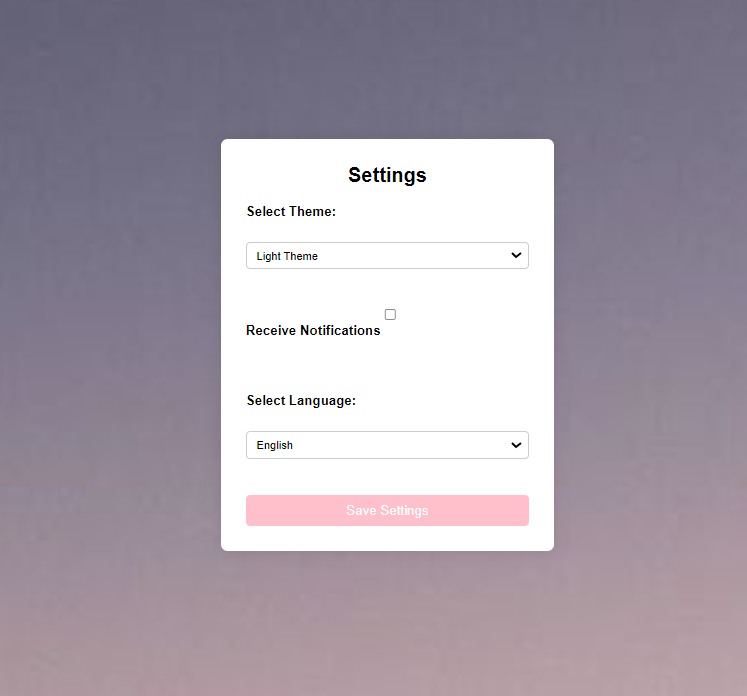 Settings
Select Theme:
Light Theme
Receive Notifications
Select Language:
English
Save Settings